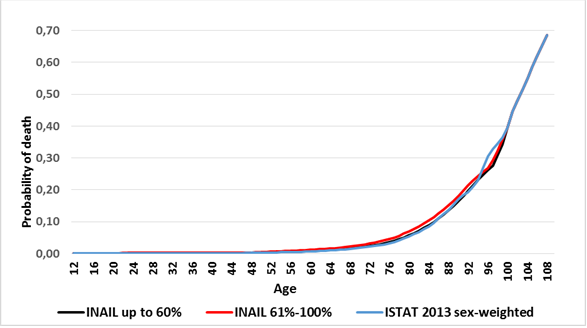 Probability of death
0,70
0,60
0,50
0,40
0,30
0,20
0,10
0,00
12 16 20 24 28 32 36 40 44 48 52 56 60 64 68 72 76 80 84 88 92 96 100 104 108
Age
INAIL up to 60% INAIL 61%-100% ISTAT 2013 sex-weighted